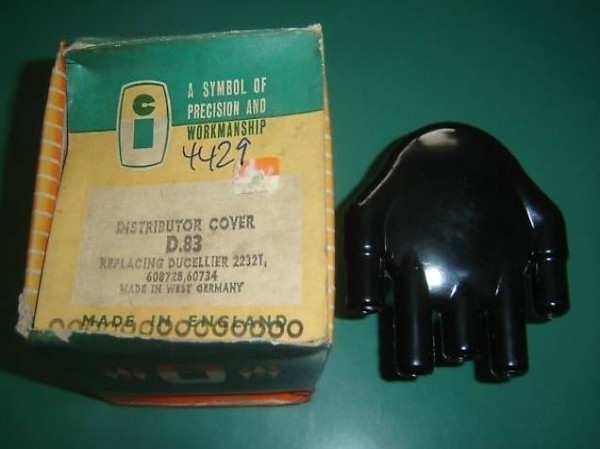 ci
A SYMBOL OF
PRECISION AND
WORKMANSHIP
4429
DISTRIBUTOR COVER
D.83
REPLACING DUCELLIER 2232T,
608728,60734
MADE IN WEST GERMANY
MADE IN ENGLAND